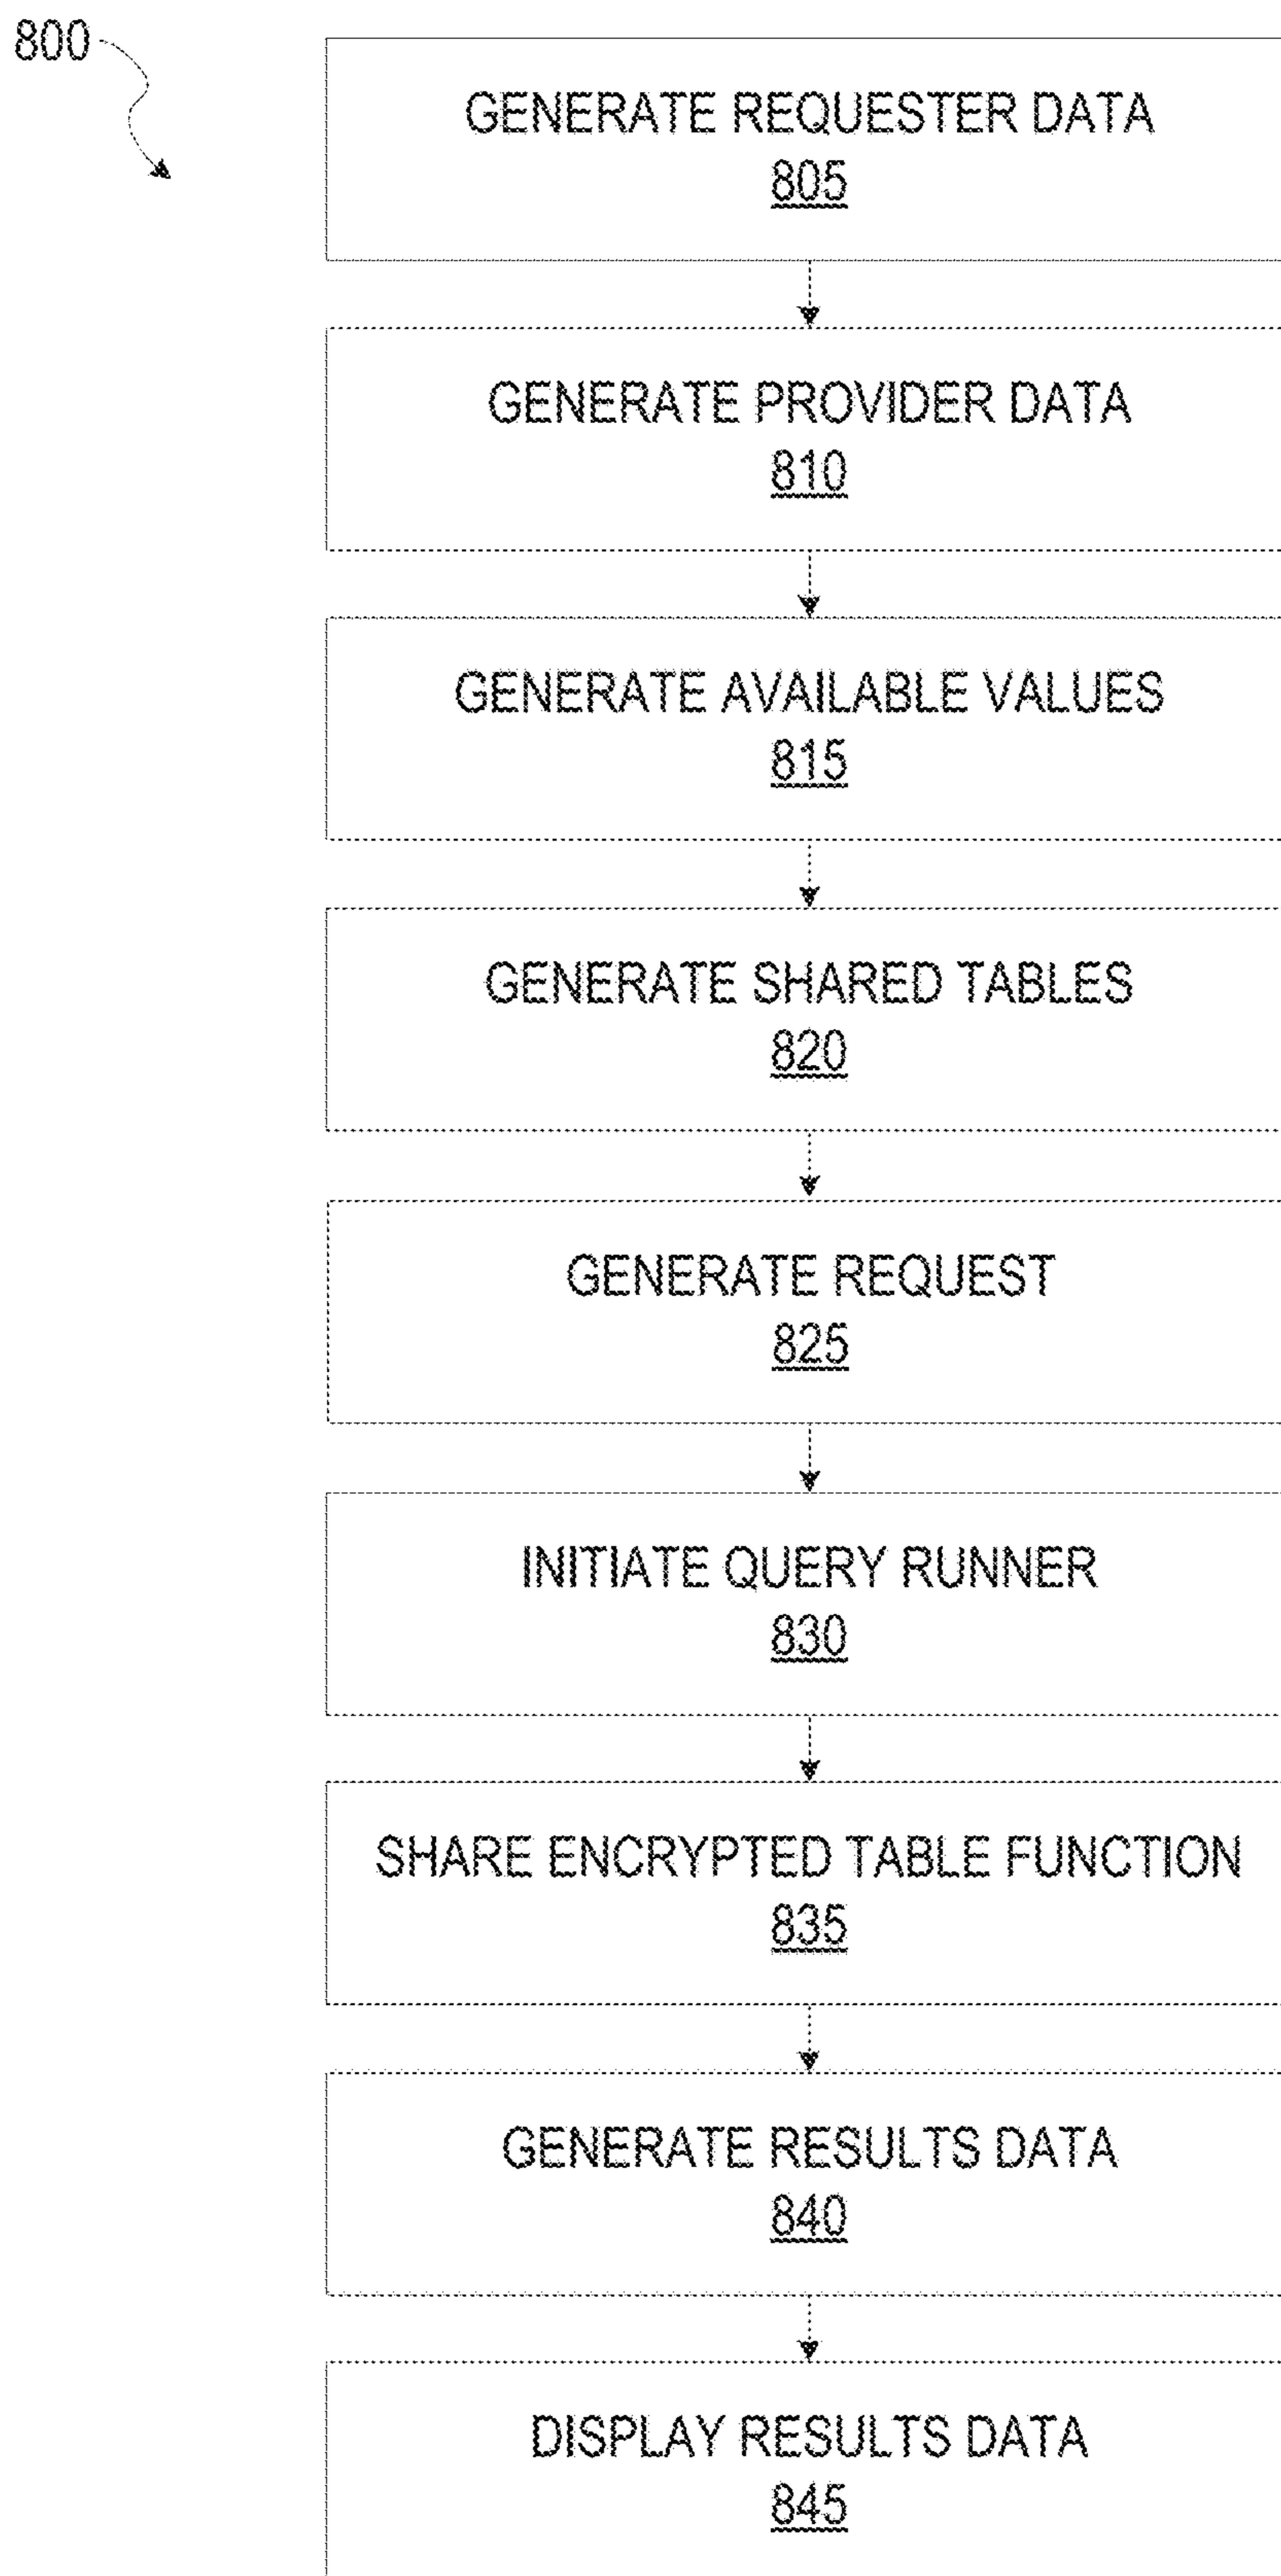 800
GENERATE REQUESTER DATA
805
GENERATE PROVIDER DATA
810
GENERATE AVAILABLE VALUES
815
GENERATE SHARED TABLES
820
GENERATE REQUEST
825
INITIATE QUERY RUNNER
830
SHARE ENCRYPTED TABLE FUNCTION
835
GENERATE RESULTS DATA
840
DISPLAY RESULTS DATA
845